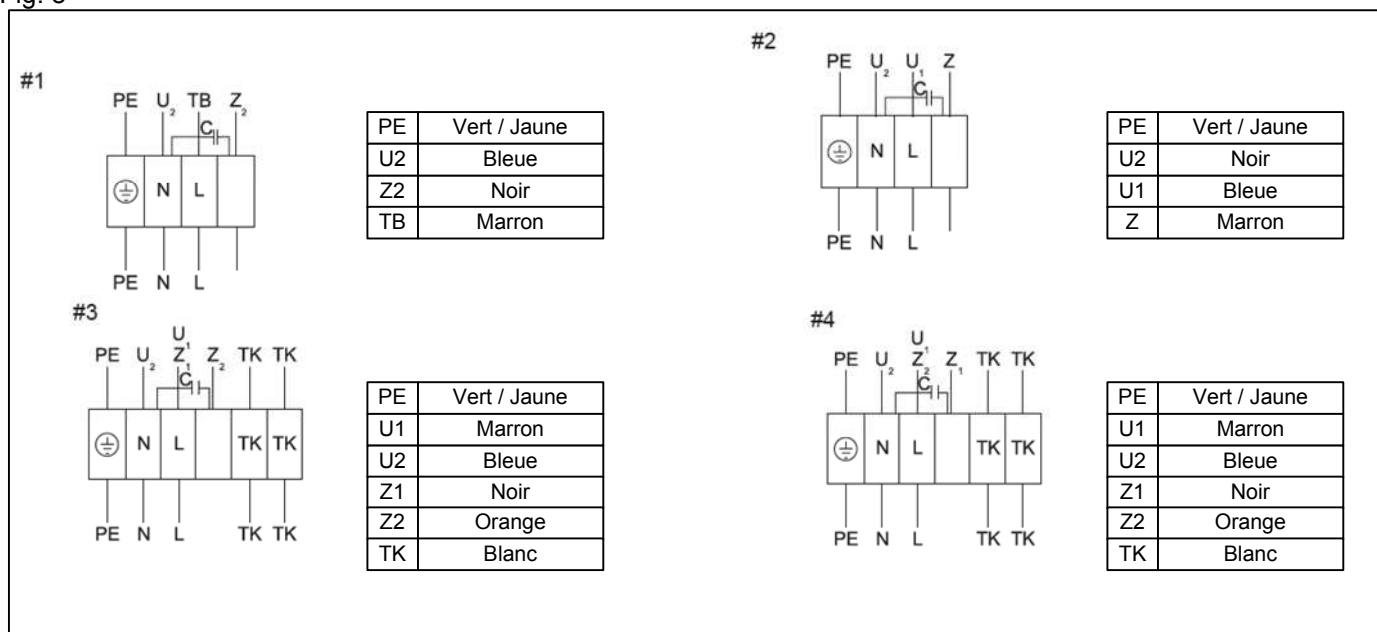 #1
PE U2 TB Z2
C
N L
PE N L
PE Vert / Jaune
U2 Bleue
Z2 Noir
TB Marron
#2
PE U2 U1 Z
C
N L
PE N L
PE Vert / Jaune
U2 Noir
U1 Bleue
Z Marron
#3
U1
PE U2 Z1 Z2 TK TK
C
N L TK TK
PE N L TK TK
PE Vert / Jaune
U1 Marron
U2 Bleue
Z1 Noir
Z2 Orange
TK Blanc
#4
U1
PE U2 Z2 Z1 TK TK
C
N L TK TK
PE N L TK TK
PE Vert / Jaune
U1 Marron
U2 Bleue
Z1 Noir
Z2 Orange
TK Blanc